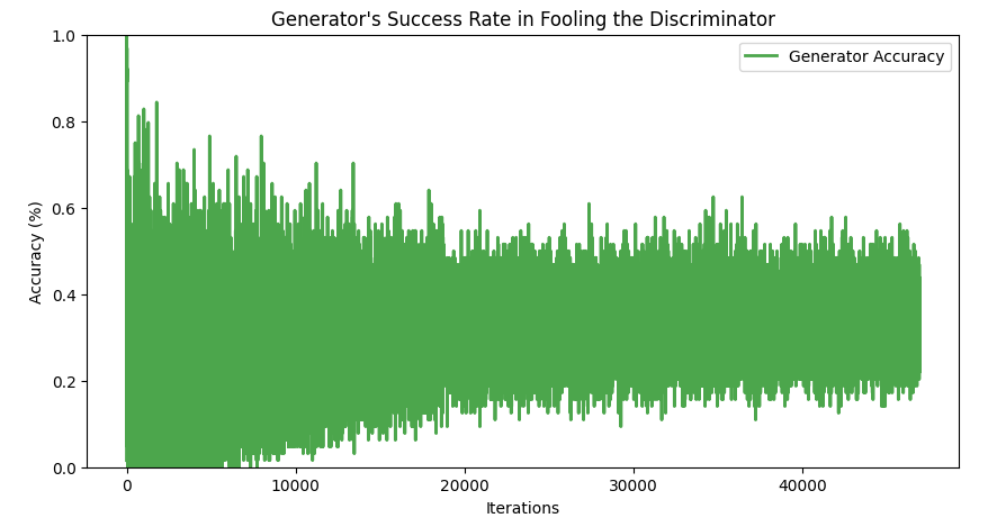 Generator's Success Rate in Fooling the Discriminator
Generator Accuracy
Accuracy (%)
1.0
0.8
0.6
0.4
0.2
0.0
0
10000
20000
30000
40000
Iterations